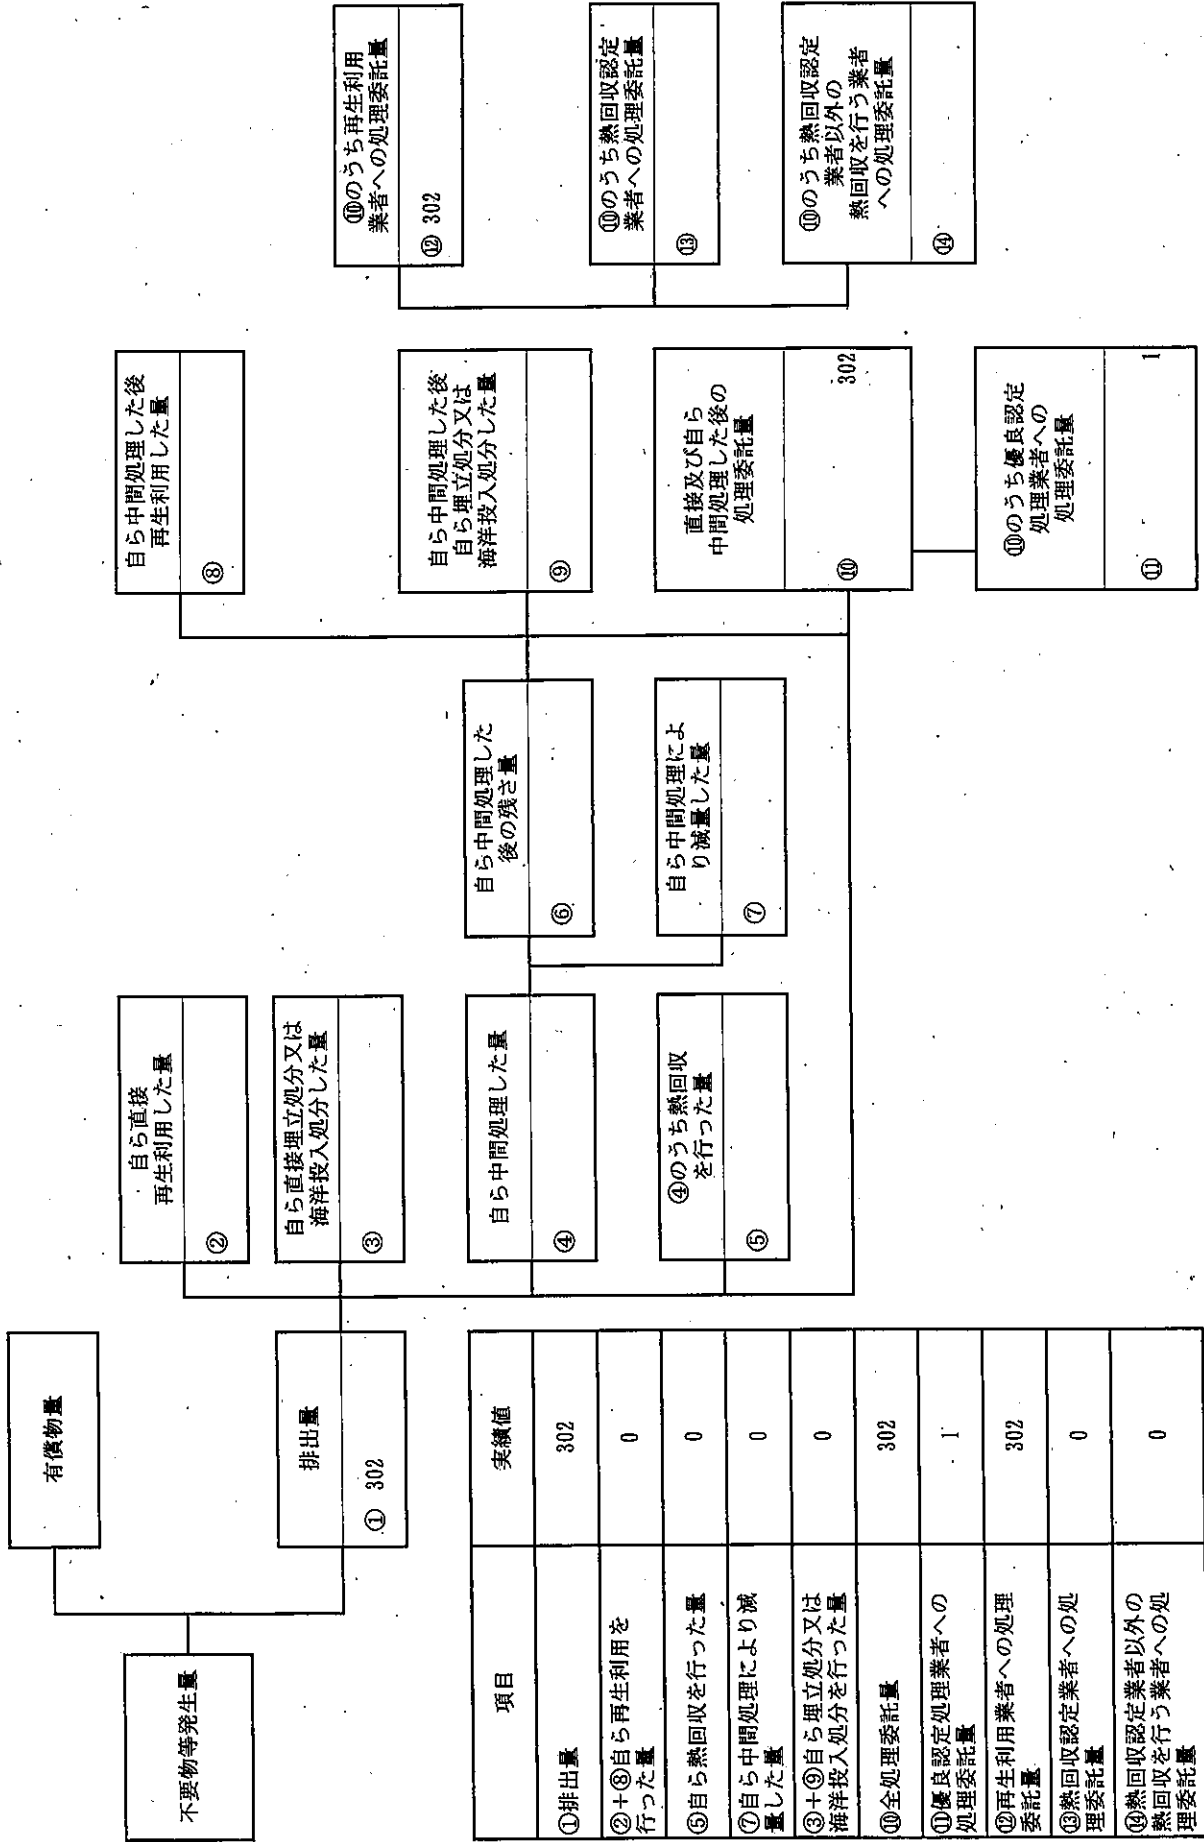 不要物等発生量
有償物量
排出量
① 302
自ら直接
再生利用した量
②
自ら直接埋立処分又は
海洋投入処分した量
③
自ら中間処理した量
④
④のうち熱回収
を行った量
⑤
自ら中間処理した
後の残さ量
⑥
自ら中間処理によ
り減量した量
⑦
自ら中間処理した後
再生利用した量
⑧
自ら中間処理した後
自ら埋立処分又は
海洋投入処分した量
⑨
直接及び自ら
中間処理した後の
処理委託量
⑩ 302
⑩のうち優良認定
処理業者への
処理委託量
⑪ 1
⑩のうち再生利用
業者への処理委託量
⑫ 302
⑩のうち熱回収認定
業者への処理委託量
⑬
⑩のうち熱回収認定
業者以外の
熱回収を行う業者
への処理委託量
⑭
項目 実績値
①排出量 302
②+⑧自ら再生利用を
行った量 0
⑤自ら熱回収を行った量 0
⑦自ら中間処理により減
量した量 0
③+⑨自ら埋立処分又は
海洋投入処分を行った量 0
⑩全処理委託量 302
⑪優良認定処理業者への
処理委託量 1
⑫再生利用業者への処理
委託量 302
⑬熱回収認定業者への処
理委託量 0
⑭熱回収認定業者以外の
熱回収を行う業者への処
理委託量 0